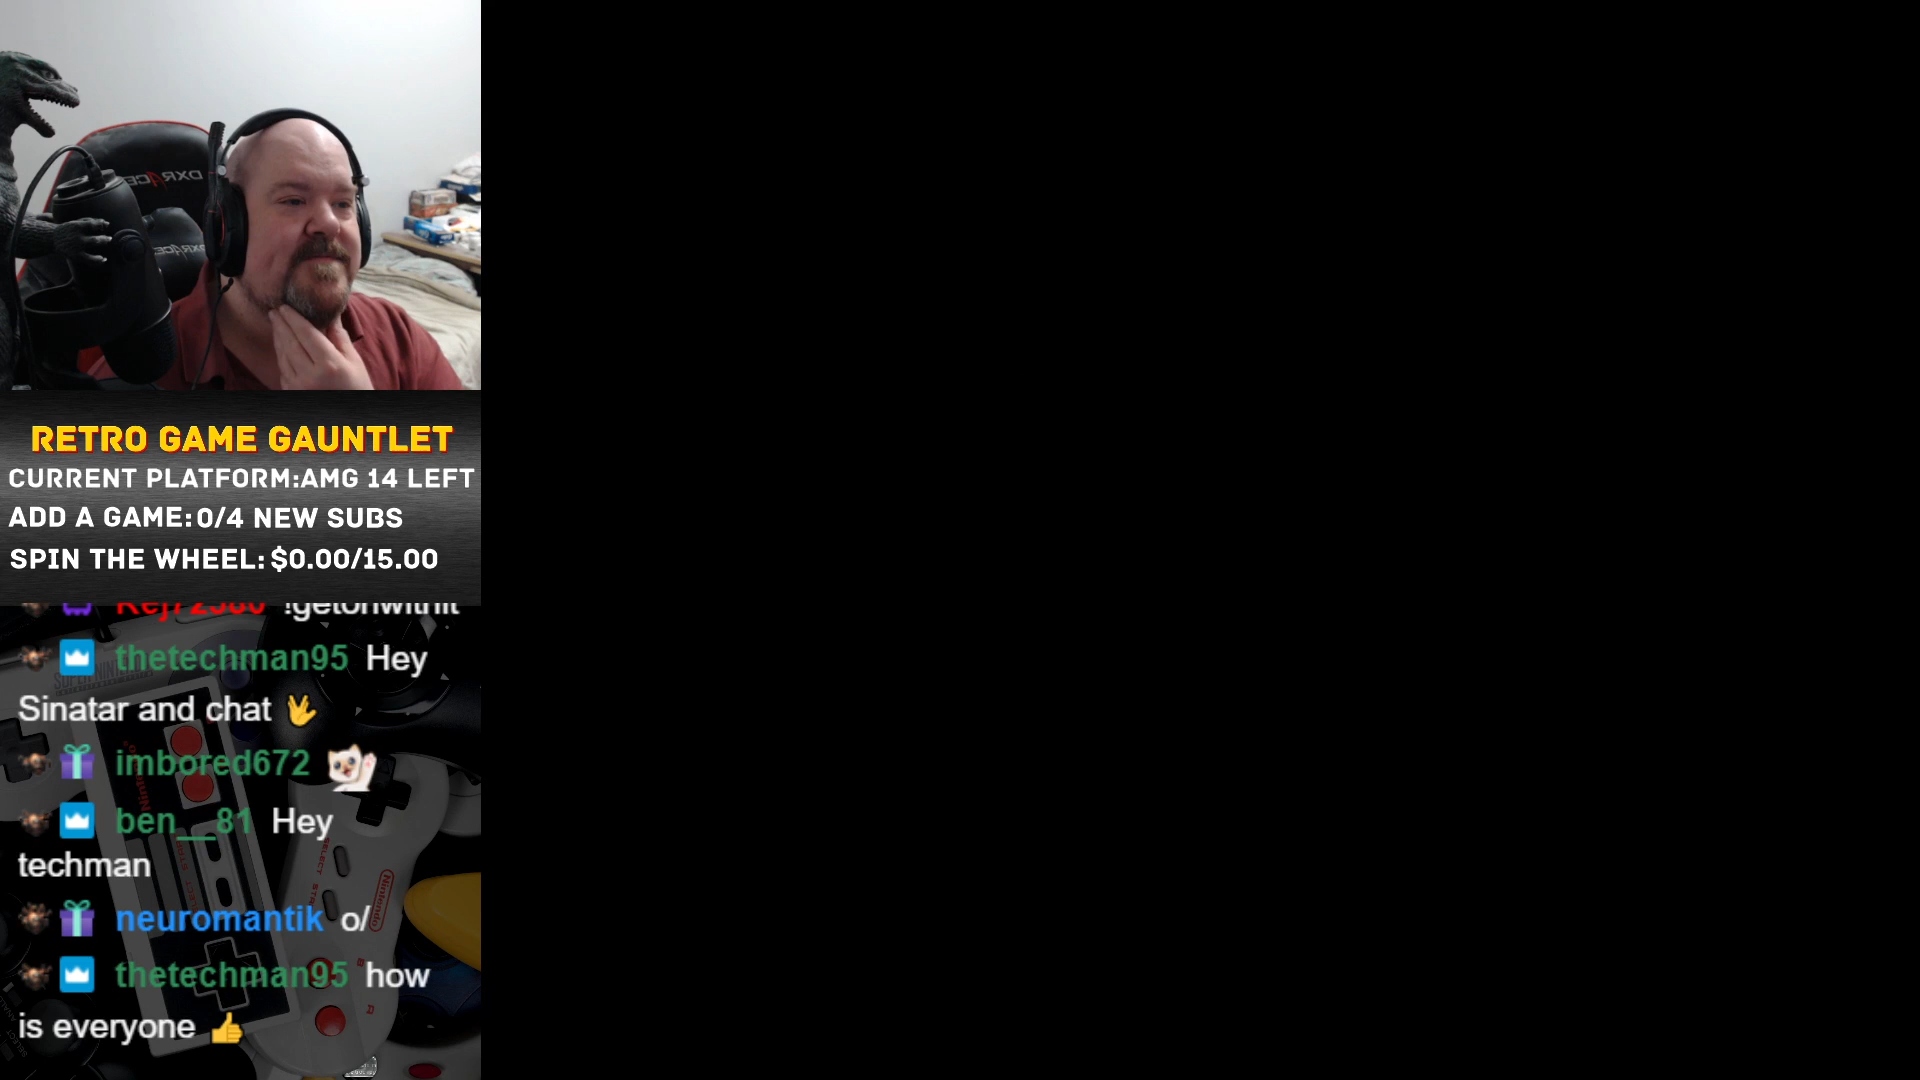 RETRO GAME GAUNTLET
CURRENT PLATFORM:AMG 14 LEFT
ADD A GAME: 0/4 NEW SUBS
SPIN THE WHEEL: $0.00/15.00
!getonwithit
thetechman95 Hey
Sinatar and chat 🖖
imbored672
ben__81 Hey
techman
neuromantik o/
thetechman95 how
is everyone 👍